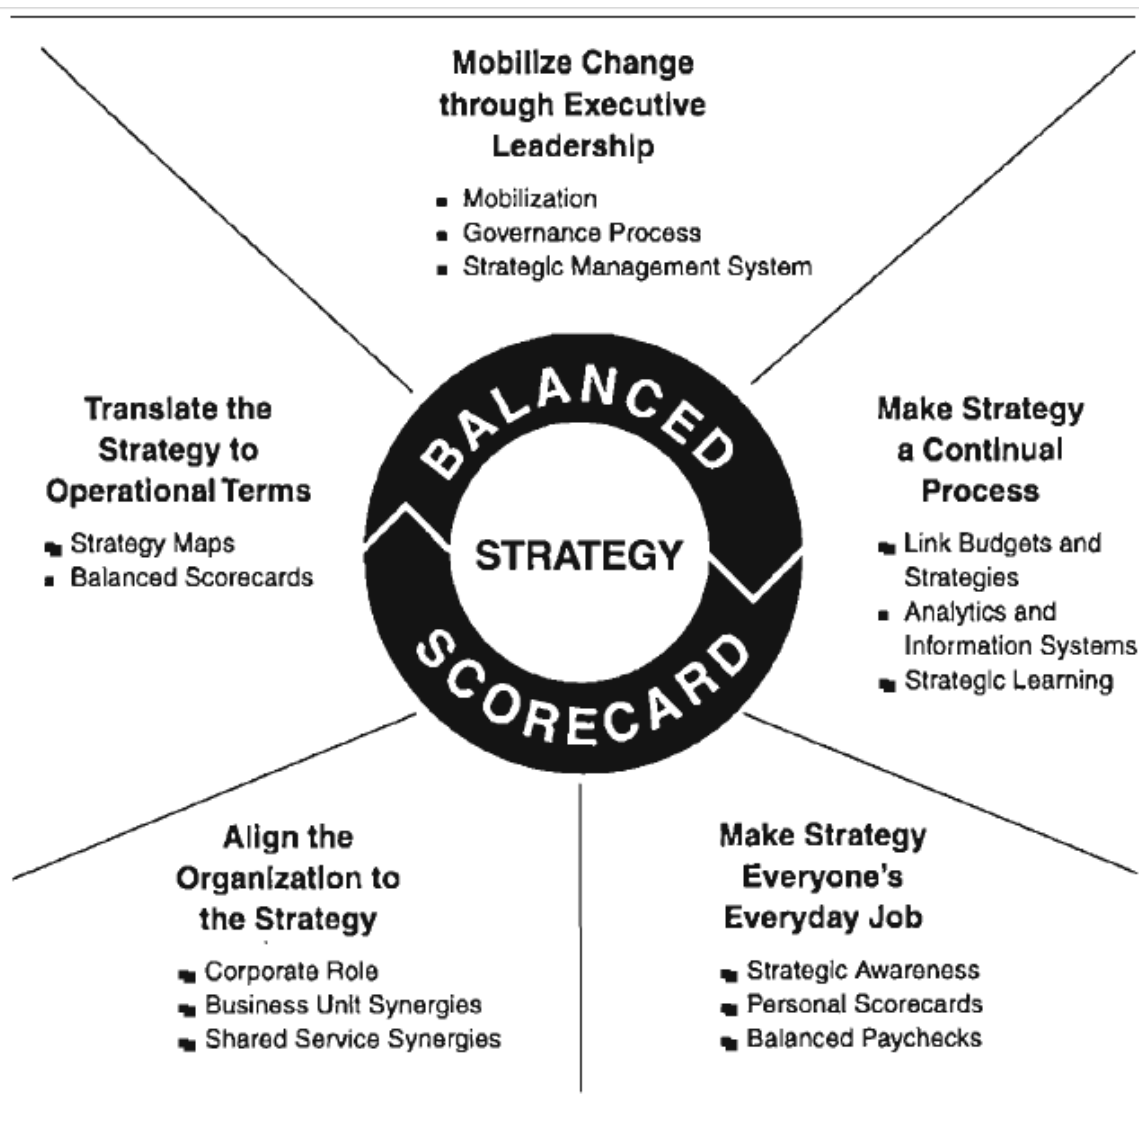 Mobilize Change
through Executive
Leadership
Mobilization
Governance Process
Strategic Management System
BALANCED
SCORECARD
STRATEGY
Translate the
Strategy to
Operational Terms
Strategy Maps
Balanced Scorecards
Make Strategy
a Continual
Process
Link Budgets and
Strategies
Analytics and
Information Systems
Strategic Learning
Align the
Organization to
the Strategy
Corporate Role
Business Unit Synergies
Shared Service Synergies
Make Strategy
Everyone's
Everyday Job
Strategic Awareness
Personal Scorecards
Balanced Paychecks